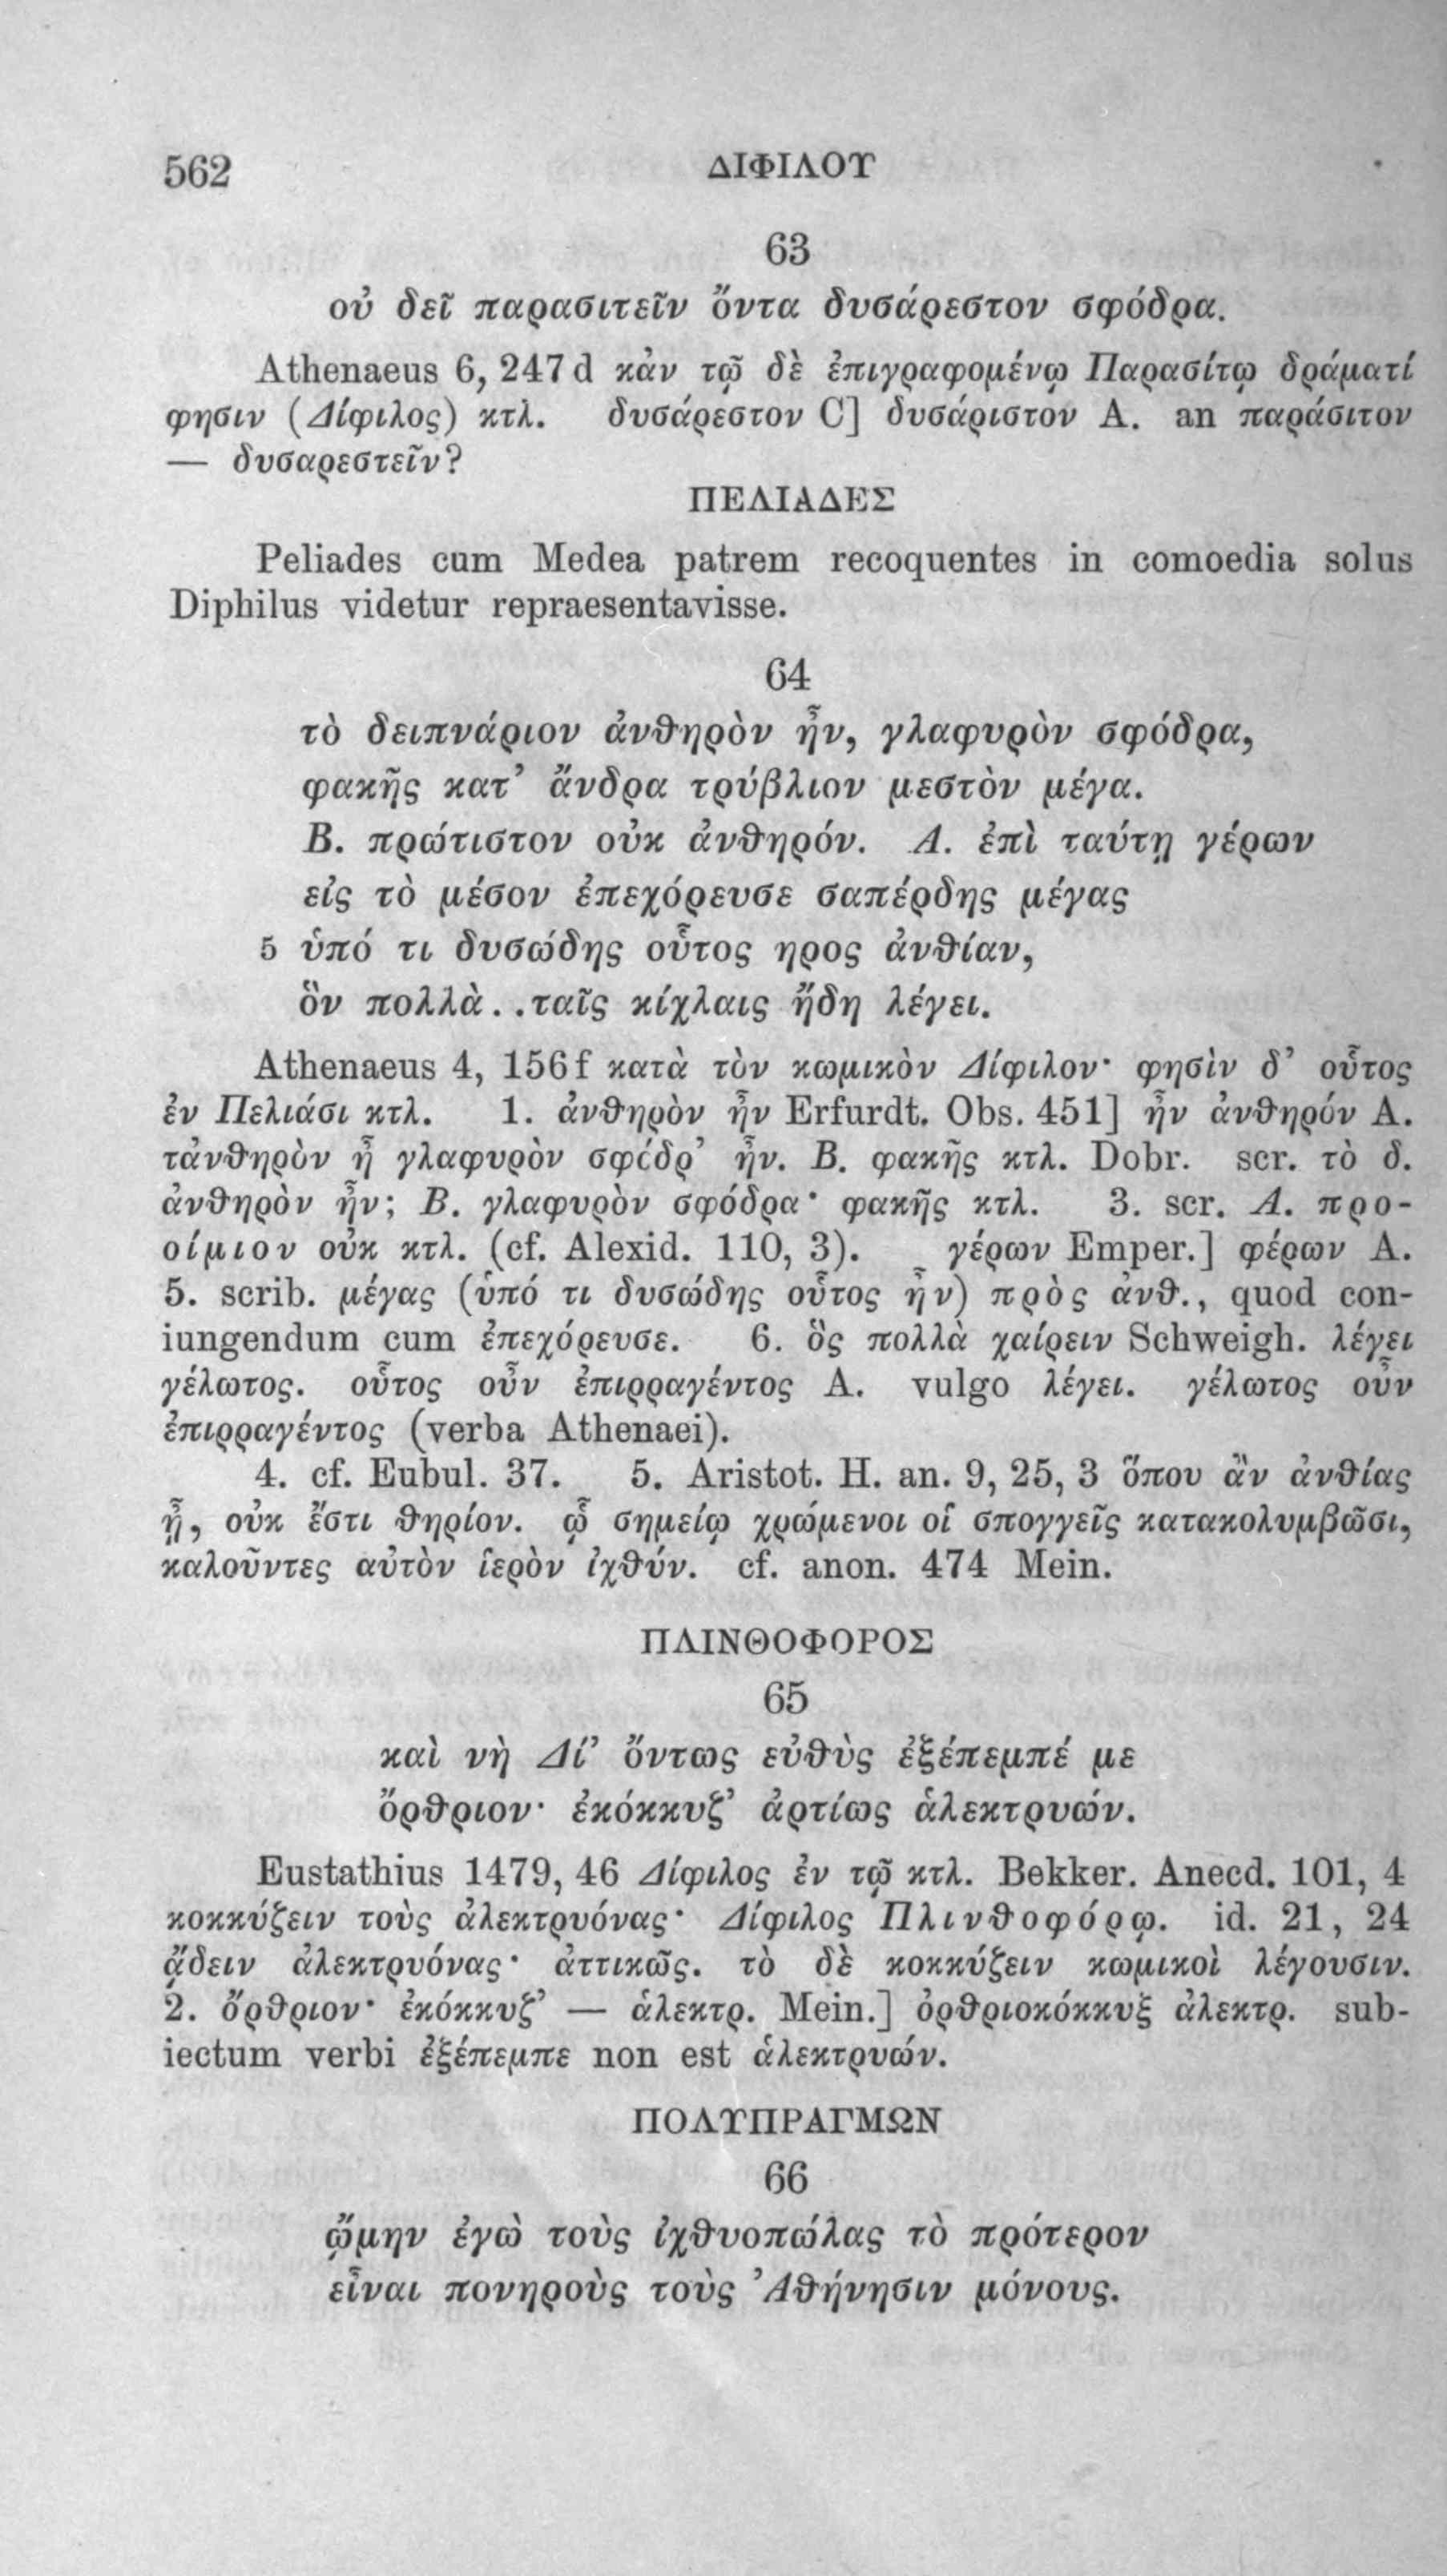 562 ΔΙΦΙΛΟΥ
63
οὐ δεῖ παρασιτεῖν ὄντα δυσάρεστον σφόδρα.
Athenaeus 6, 247 d κἀν τῷ δὲ ἐπιγραφομένῳ Παρασίτῳ δράματί
φησιν (Δίφιλος) κτλ. δυσάρεστον C] δυσάριστον A. an παράσιτον
— δυσαρεστεῖν?
ΠΕΛΙΑΔΕΣ
Peliades cum Medea patrem recoquentes in comoedia solus
Diphilus videtur repraesentavisse.
64
τὸ δειπνάριον ἀνθηρὸν ἦν, γλαφυρὸν σφόδρα,
φακῆς κατ’ ἄνδρα τρύβλιον μεστὸν μέγα.
Β. πρώτιστον οὐκ ἀνθηρόν. Α. ἐπὶ ταύτῃ γέρων
εἰς τὸ μέσον ἐπεχόρευσε σαπέρδης μέγας
5 ὑπό τι δυσώδης οὗτος ηρος ἀνθίαν,
ὃν πολλὰ . . ταῖς κίχλαις ἤδη λέγει.
Athenaeus 4, 156 f κατὰ τὸν κωμικὸν Δίφιλον· φησὶν δ’ οὗτος
ἐν Πελιάσι κτλ. 1. ἀνθηρὸν ἦν Erfurdt. Obs. 451] ἦν ἀνθηρόν A.
τἀνθηρὸν ἢ γλαφυρὸν σφόδρ’ ἦν. Β. φακῆς κτλ. Dobr. scr. τὸ δ.
ἀνθηρὸν ἦν; Β. γλαφυρὸν σφόδρα· φακῆς κτλ. 3. scr. Α. προ-
οίμιον οὐκ κτλ. (cf. Alexid. 110, 3). γέρων Emper.] φέρων A.
5. scrib. μέγας (ὑπό τι δυσώδης οὗτος ἦν) πρὸς ἀνθ., quod con-
iungendum cum ἐπεχόρευσε. 6. ὃς πολλὰ χαίρειν Schweigh. λέγει
γέλωτος. οὗτος οὖν ἐπιρραγέντος A. vulgo λέγει. γέλωτος οὖν
ἐπιρραγέντος (verba Athenaei).
4. cf. Eubul. 37. 5. Aristot. H. an. 9, 25, 3 ὅπου ἂν ἀνθίας
ᾖ, οὐκ ἔστι θηρίον. ᾧ σημείῳ χρώμενοι οἱ σπογγεῖς κατακολυμβῶσι,
καλοῦντες αὐτὸν ἱερὸν ἰχθύν. cf. anon. 474 Mein.
ΠΛΙΝΘΟΦΟΡΟΣ
65
καὶ νὴ Δί’ ὄντως εὐθὺς ἐξέπεμπέ με
ὄρθριον· ἐκόκκυζ’ ἀρτίως ἁλεκτρυών.
Eustathius 1479, 46 Δίφιλος ἐν τῷ κτλ. Bekker. Anecd. 101, 4
κοκκύζειν τοὺς ἀλεκτρυόνας· Δίφιλος Πλινθοφόρῳ. id. 21, 24
ᾄδειν ἀλεκτρυόνας· ἀττικῶς. τὸ δὲ κοκκύζειν κωμικοὶ λέγουσιν.
2. ὄρθριον· ἐκόκκυζ’ — ἁλεκτρ. Mein.] ὀρθριοκόκκυξ ἀλεκτρ. sub-
iectum verbi ἐξέπεμπε non est ἁλεκτρυών.
ΠΟΛΥΠΡΑΓΜΩΝ
66
ᾤμην ἐγὼ τοὺς ἰχθυοπώλας τὸ πρότερον
εἶναι πονηροὺς τοὺς Ἀθήνησιν μόνους.